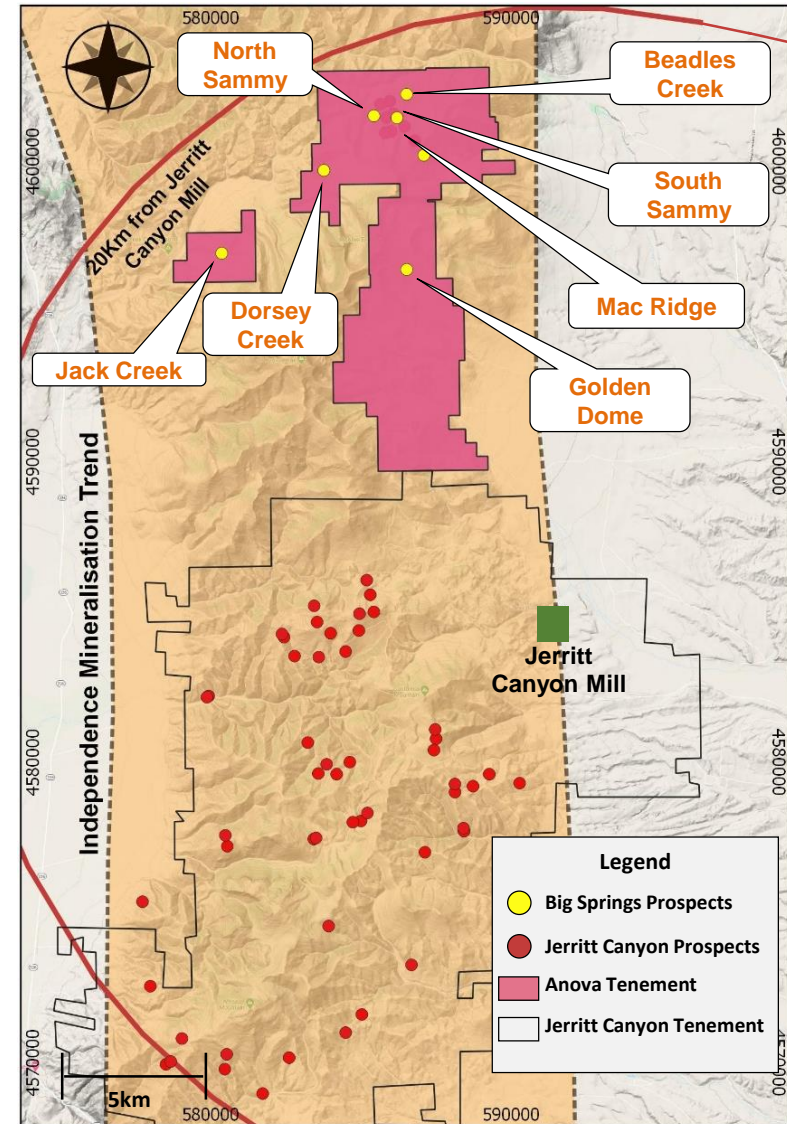 580000
590000
North
Sammy
Beadles
Creek
4600000
4600000
20Km from Jerritt
Canyon Mill
South
Sammy
Mac Ridge
Dorsey
Creek
Jack Creek
Golden
Dome
4590000
4590000
Independence Mineralisation Trend
Jerritt
Canyon Mill
4580000
4580000
Legend
Big Springs Prospects
Jerritt Canyon Prospects
Anova Tenement
Jerritt Canyon Tenement
4570000
4570000
5km
580000
590000